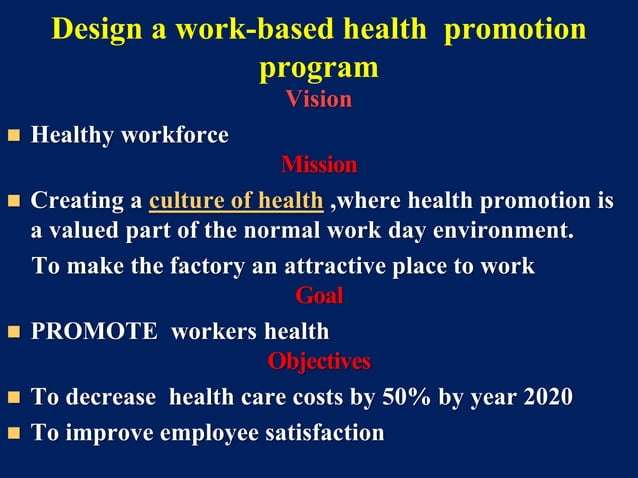 Design a work-based health promotion
program
Vision
Healthy workforce
Mission
Creating a culture of health ,where health promotion is
a valued part of the normal work day environment.
To make the factory an attractive place to work
Goal
PROMOTE workers health
Objectives
To decrease health care costs by 50% by year 2020
To improve employee satisfaction